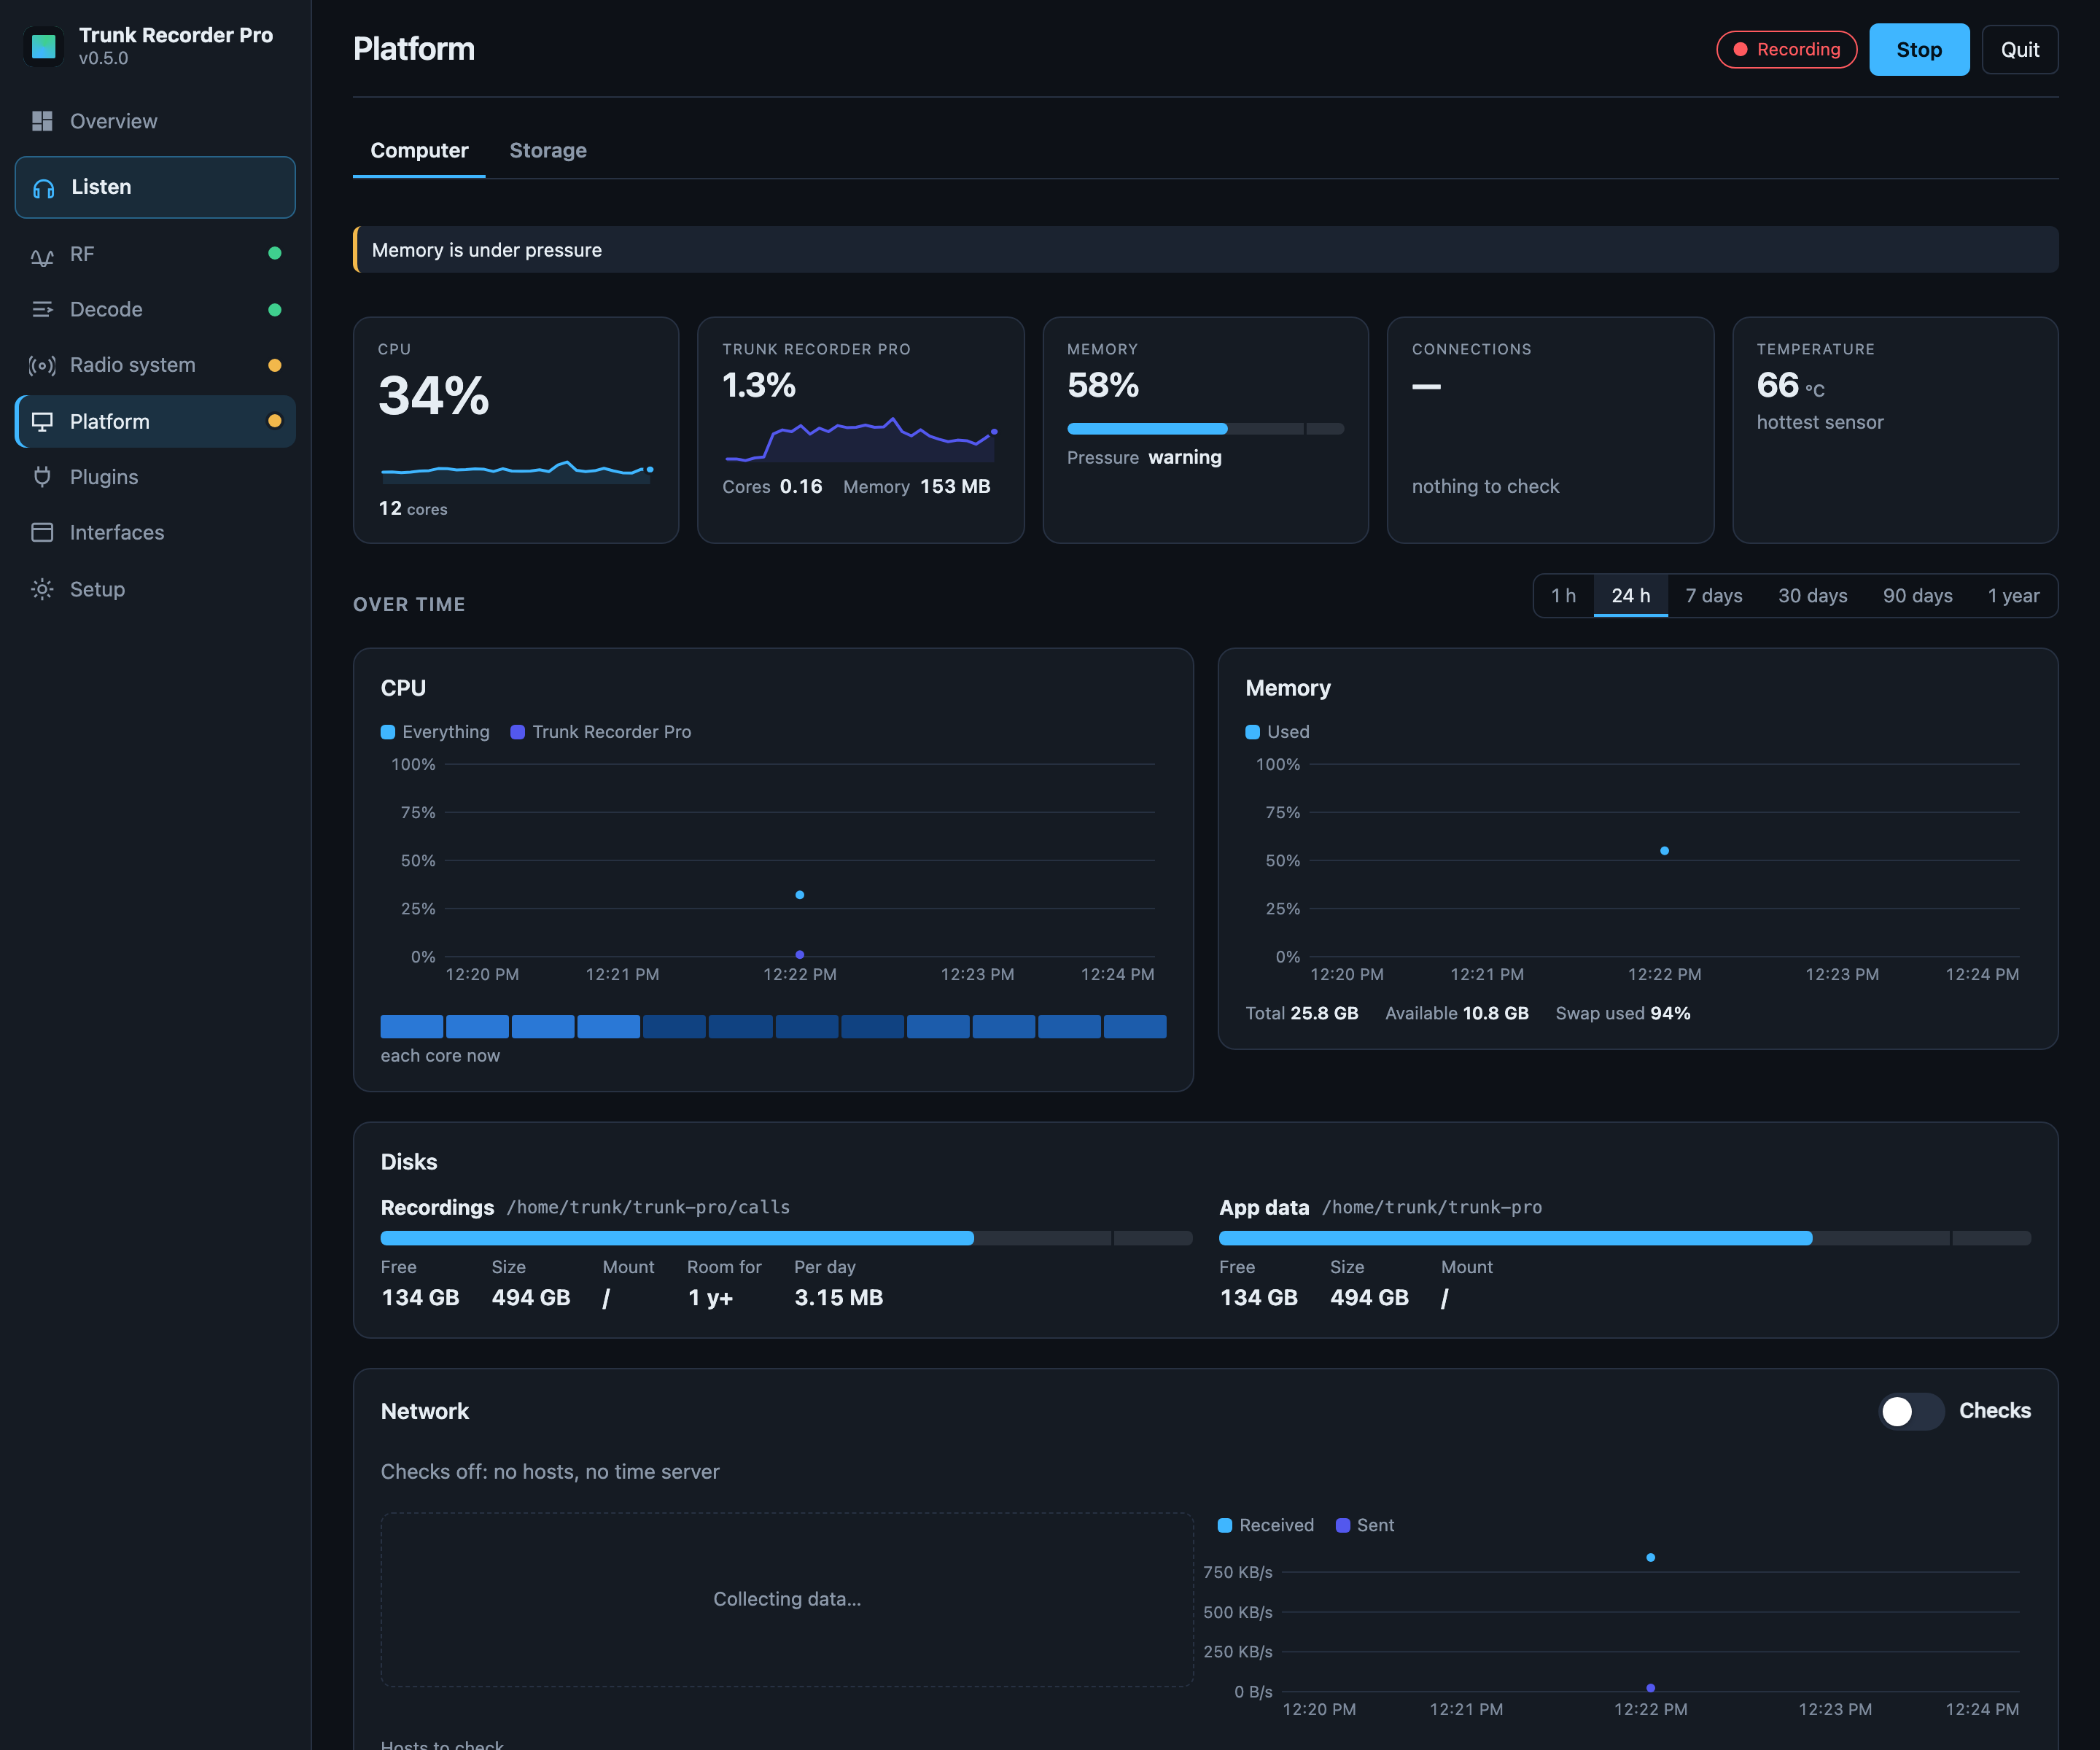 Trunk Recorder Pro
v0.5.0
Overview
Listen
RF
Decode
Radio system
Platform
Plugins
Interfaces
Setup
Platform
Recording
Stop
Quit
Computer
Storage
Memory is under pressure
CPU
34%
12 cores
TRUNK RECORDER PRO
1.3%
Cores 0.16 Memory 153 MB
MEMORY
58%
Pressure warning
CONNECTIONS
—
nothing to check
TEMPERATURE
66 °C
hottest sensor
OVER TIME
1 h 24 h 7 days 30 days 90 days 1 year
CPU
Everything Trunk Recorder Pro
100%
75%
50%
25%
0%
12:20 PM 12:21 PM 12:22 PM 12:23 PM 12:24 PM
each core now
Memory
Used
100%
75%
50%
25%
0%
12:20 PM 12:21 PM 12:22 PM 12:23 PM 12:24 PM
Total 25.8 GB Available 10.8 GB Swap used 94%
Disks
Recordings /home/trunk/trunk-pro/calls
Free Size Mount Room for Per day
134 GB 494 GB / 1 y+ 3.15 MB
App data /home/trunk/trunk-pro
Free Size Mount
134 GB 494 GB /
Network
Checks
Checks off: no hosts, no time server
Collecting data...
Received Sent
750 KB/s
500 KB/s
250 KB/s
0 B/s
12:20 PM 12:21 PM 12:22 PM 12:23 PM 12:24 PM
Hosts to check